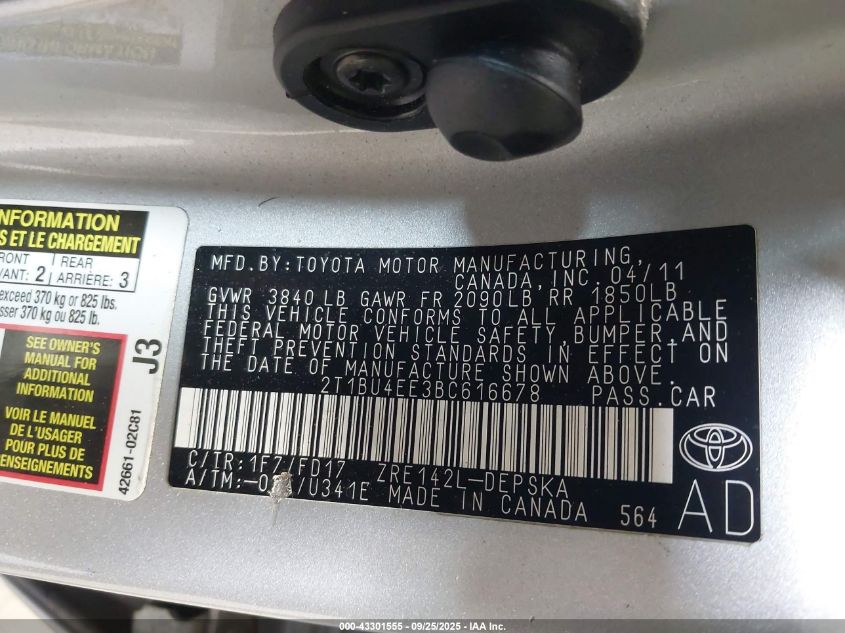 INFORMATION
S ET LE CHARGEMENT
FRONT
VANT: 2
REAR
ARRIÈRE: 3
exceed 370 kg or 825 lbs.
sser 370 kg ou 825 lb.
SEE OWNER'S
MANUAL FOR
ADDITIONAL
INFORMATION
VOIR LE MANUEL
DE L'USAGER
POUR PLUS DE
RENSEIGNEMENTS
42661-02C81
J3
MFD.BY:TOYOTA MOTOR MANUFACTURING,
CANADA, INC. 04/11
GVWR 3840 LB GAWR FR 2090LB RR 1850LB
THIS VEHICLE CONFORMS TO ALL APPLICABLE
FEDERAL MOTOR VEHICLE SAFETY,BUMPER,AND
THEFT PREVENTION STANDARDS IN EFFECT ON
THE DATE OF MANUFACTURE SHOWN ABOVE.
2T1BU4EE3BC616678 PASS.CAR
C/TR:1F7/FD17 ZRE142L-DEPSKA
A/TM:- /U341E MADE IN CANADA 564
AD
000-43301555 --- 09/25/2025 --- IAA Inc.